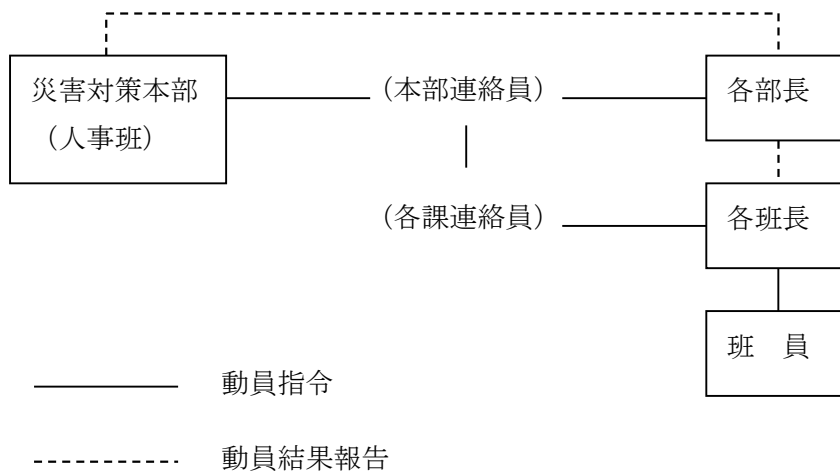 災害対策本部
(人事班)
(本部連絡員)
各部長
(各課連絡員)
各班長
班　員
動員指令
動員結果報告